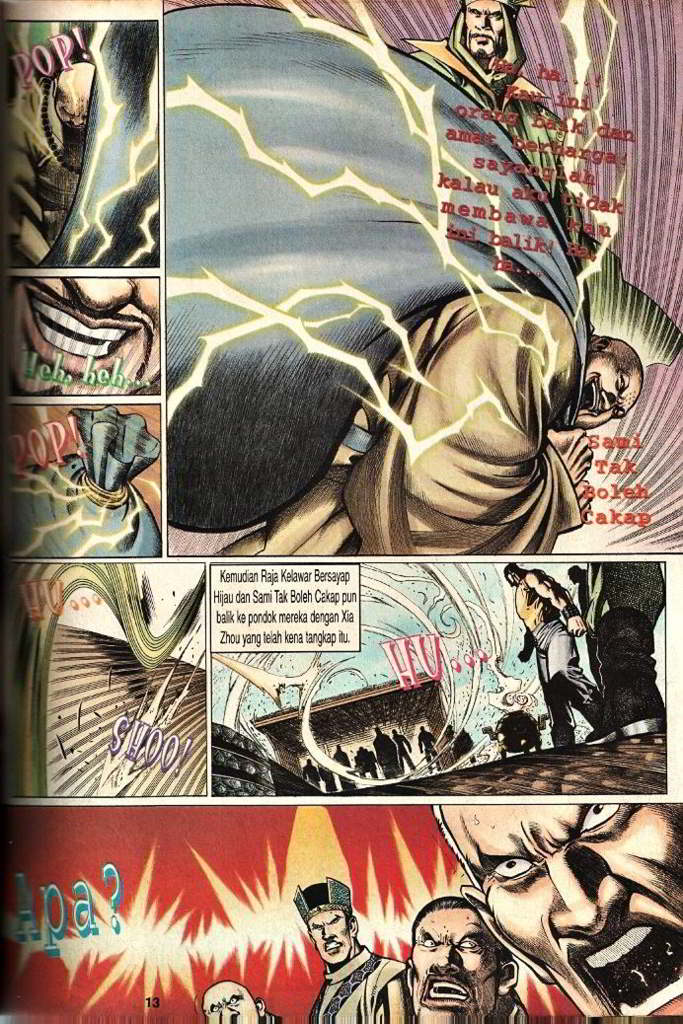 POP!
Ha, ha...!
Kau ini
orang baik dan
amat berharga!
sayanglah
kalau aku tidak
membawa kau
ini balik! Ha,
ha...
Heh, heh...
POP!
Sami
Tak
Boleh
Cakap
HU...
SHOO!
Kemudian Raja Kelawar Bersayap
Hijau dan Sami Tak Boleh Cakap pun
balik ke pondok mereka dengan Xia
Zhou yang telah kena tangkap itu.
HU...
Apa?
13